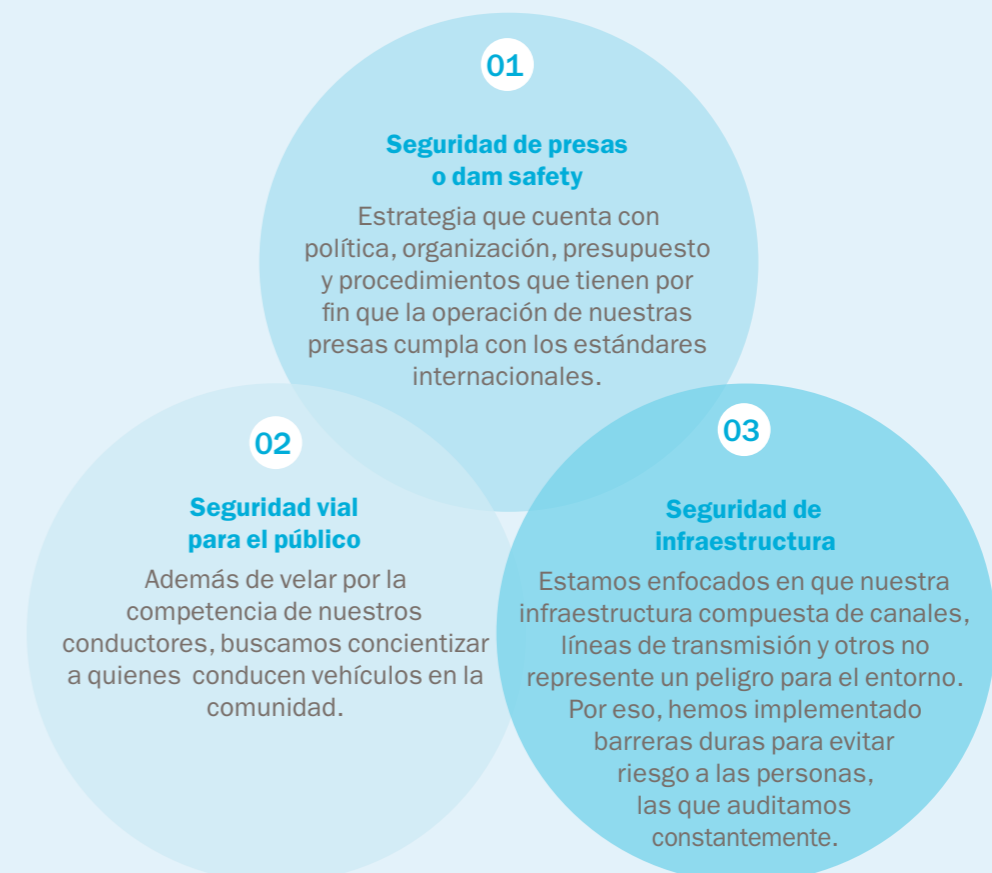 01
Seguridad de presas
o dam safety
Estrategia que cuenta con
política, organización, presupuesto
y procedimientos que tienen por
fin que la operación de nuestras
presas cumpla con los estándares
internacionales.
02
Seguridad vial
para el público
Además de velar por la
competencia de nuestros
conductores, buscamos concientizar
a quienes conducen vehículos en la
comunidad.
03
Seguridad de
infraestructura
Estamos enfocados en que nuestra
infraestructura compuesta de canales,
líneas de transmisión y otros no
represente un peligro para el entorno.
Por eso, hemos implementado
barreras duras para evitar
riesgo a las personas,
las que auditamos
constantemente.